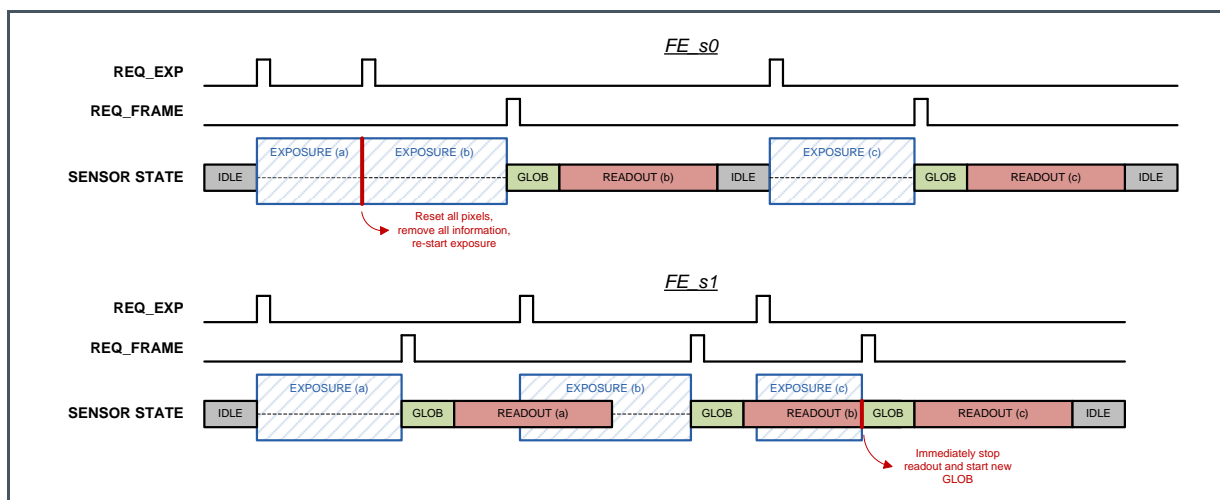 FE_s0
REQ_EXP
REQ_FRAME
EXPOSURE (a)
EXPOSURE (b)
EXPOSURE (c)
SENSOR STATE
IDLE
GLOB
READOUT (b)
IDLE
GLOB
READOUT (c)
IDLE
Reset all pixels,
remove all information,
re-start exposure
FE_s1
REQ_EXP
REQ_FRAME
EXPOSURE (a)
EXPOSURE (b)
EXPOSURE (c)
SENSOR STATE
IDLE
GLOB
READOUT (a)
GLOB
READOUT (b)
GLOB
READOUT (c)
IDLE
Immediately stop
readout and start new
GLOB